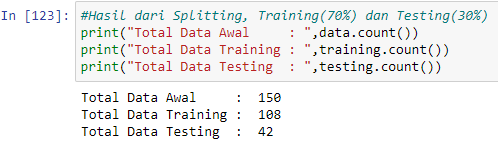 In [123]: #Hasil dari Splitting, Training(70%) dan Testing(30%)
print("Total Data Awal     : ",data.count())
print("Total Data Training : ",training.count())
print("Total Data Testing  : ",testing.count())
Total Data Awal     :  150
Total Data Training :  108
Total Data Testing  :  42